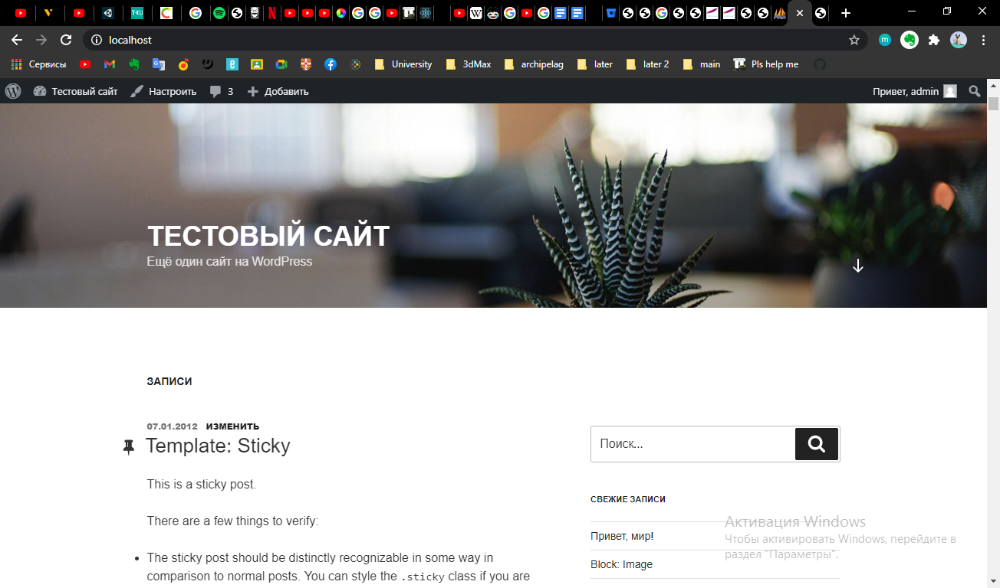 localhost
Сервисы University 3dMax archipelag later later 2 main Pls help me
Тестовый сайт Настроить 3 Добавить Привет, admin
ТЕСТОВЫЙ САЙТ
Ещё один сайт на WordPress
ЗАПИСИ
07.01.2012 ИЗМЕНИТЬ
Template: Sticky
This is a sticky post.
There are a few things to verify:
The sticky post should be distinctly recognizable in some way in
comparison to normal posts. You can style the .sticky class if you are
Поиск…
СВЕЖИЕ ЗАПИСИ
Привет, мир!
Block: Image
Активация Windows
Чтобы активировать Windows, перейдите в
раздел "Параметры".